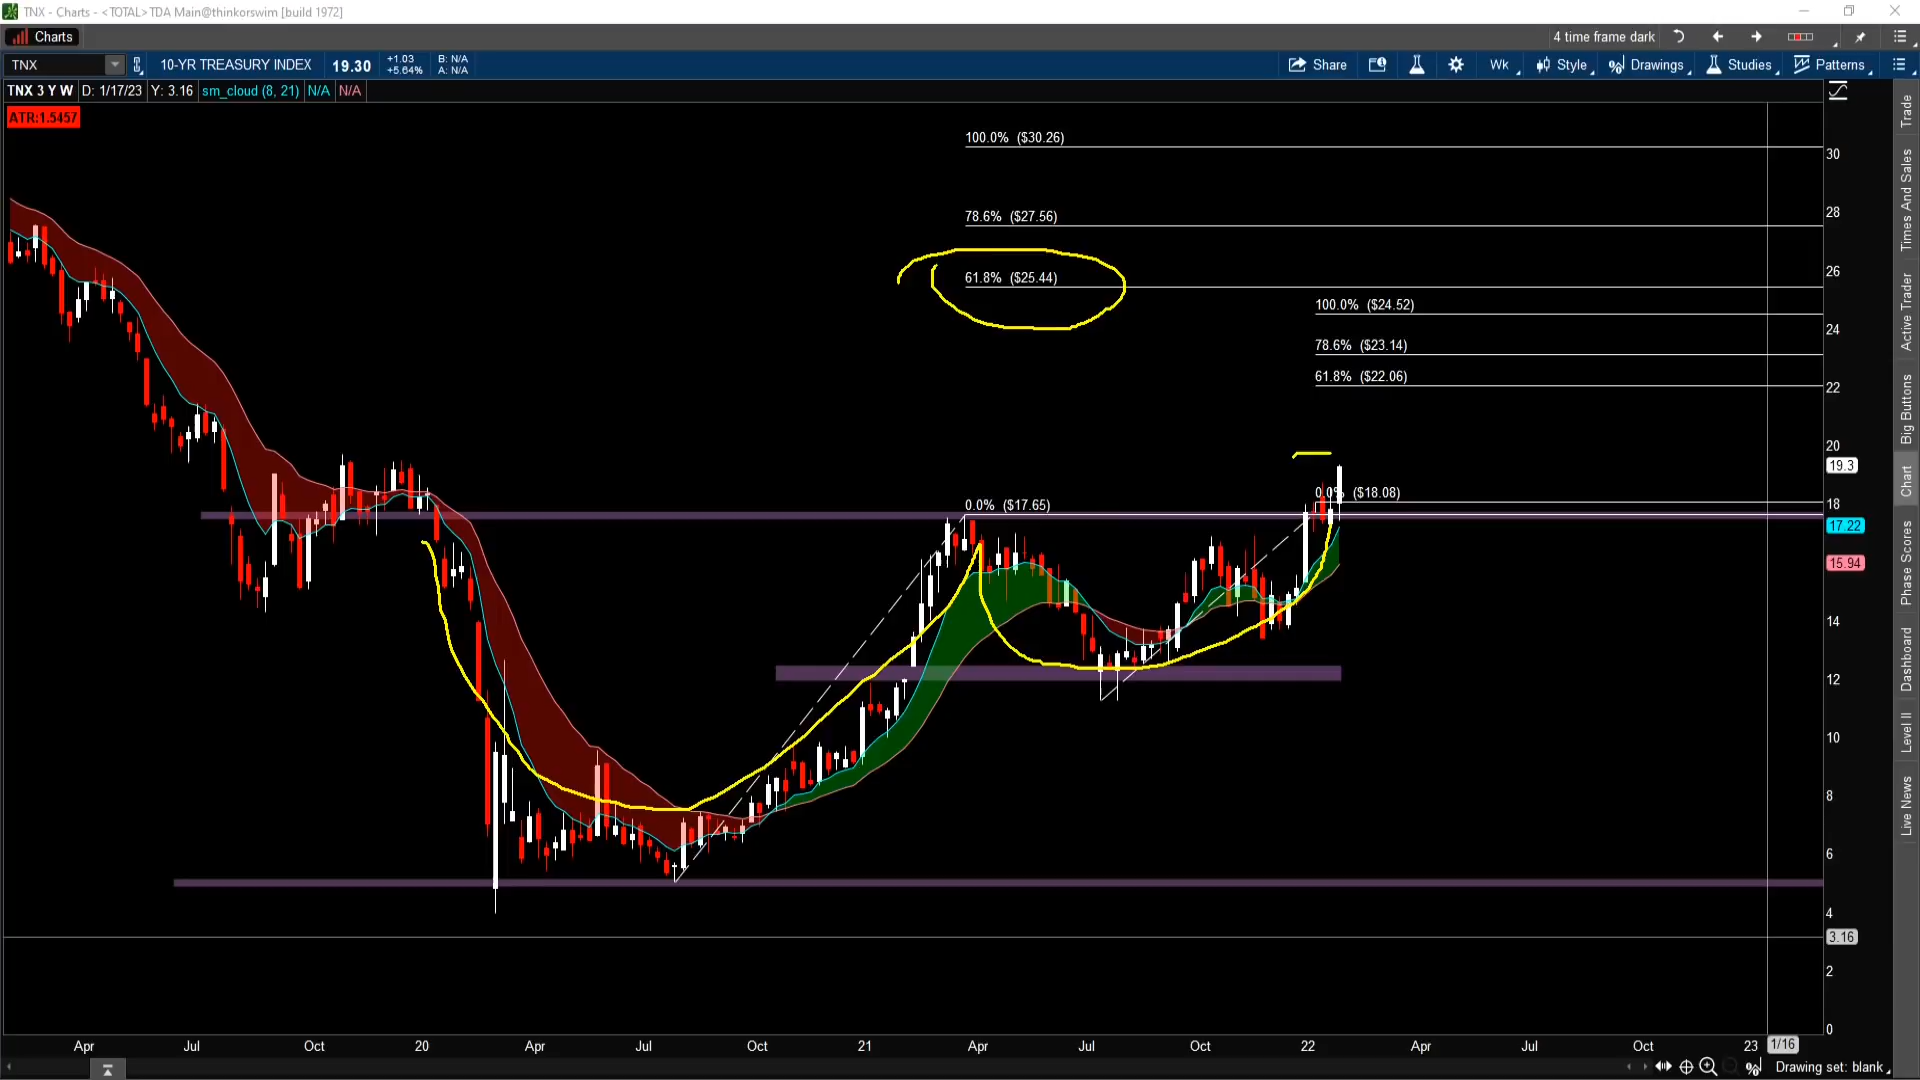 TNX - Charts - <TOTAL>TDA Main@thinkorswim [build 1972]
Charts
4 time frame dark
TNX
10-YR TREASURY INDEX
19.30
+1.03
+5.64%
B: N/A
A: N/A
Share
Wk
Style
Drawings
Studies
Patterns
TNX 3 Y W
D: 1/17/23
Y: 3.16
sm_cloud (8, 21)
N/A
N/A
ATR:1.5457
100.0% ($30.26)
78.6% ($27.56)
61.8% ($25.44)
100.0% ($24.52)
78.6% ($23.14)
61.8% ($22.06)
0.0% ($18.08)
0.0% ($17.65)
30
28
26
24
22
20
19.3
18
17.22
15.94
14
12
10
8
6
4
3.16
2
0
Apr
Jul
Oct
20
Apr
Jul
Oct
21
Apr
Jul
Oct
22
Apr
Jul
Oct
23
1/16
Drawing set: blank
Trade
Times And Sales
Active Trader
Big Buttons
Chart
Phase Scores
Dashboard
Level II
Live News